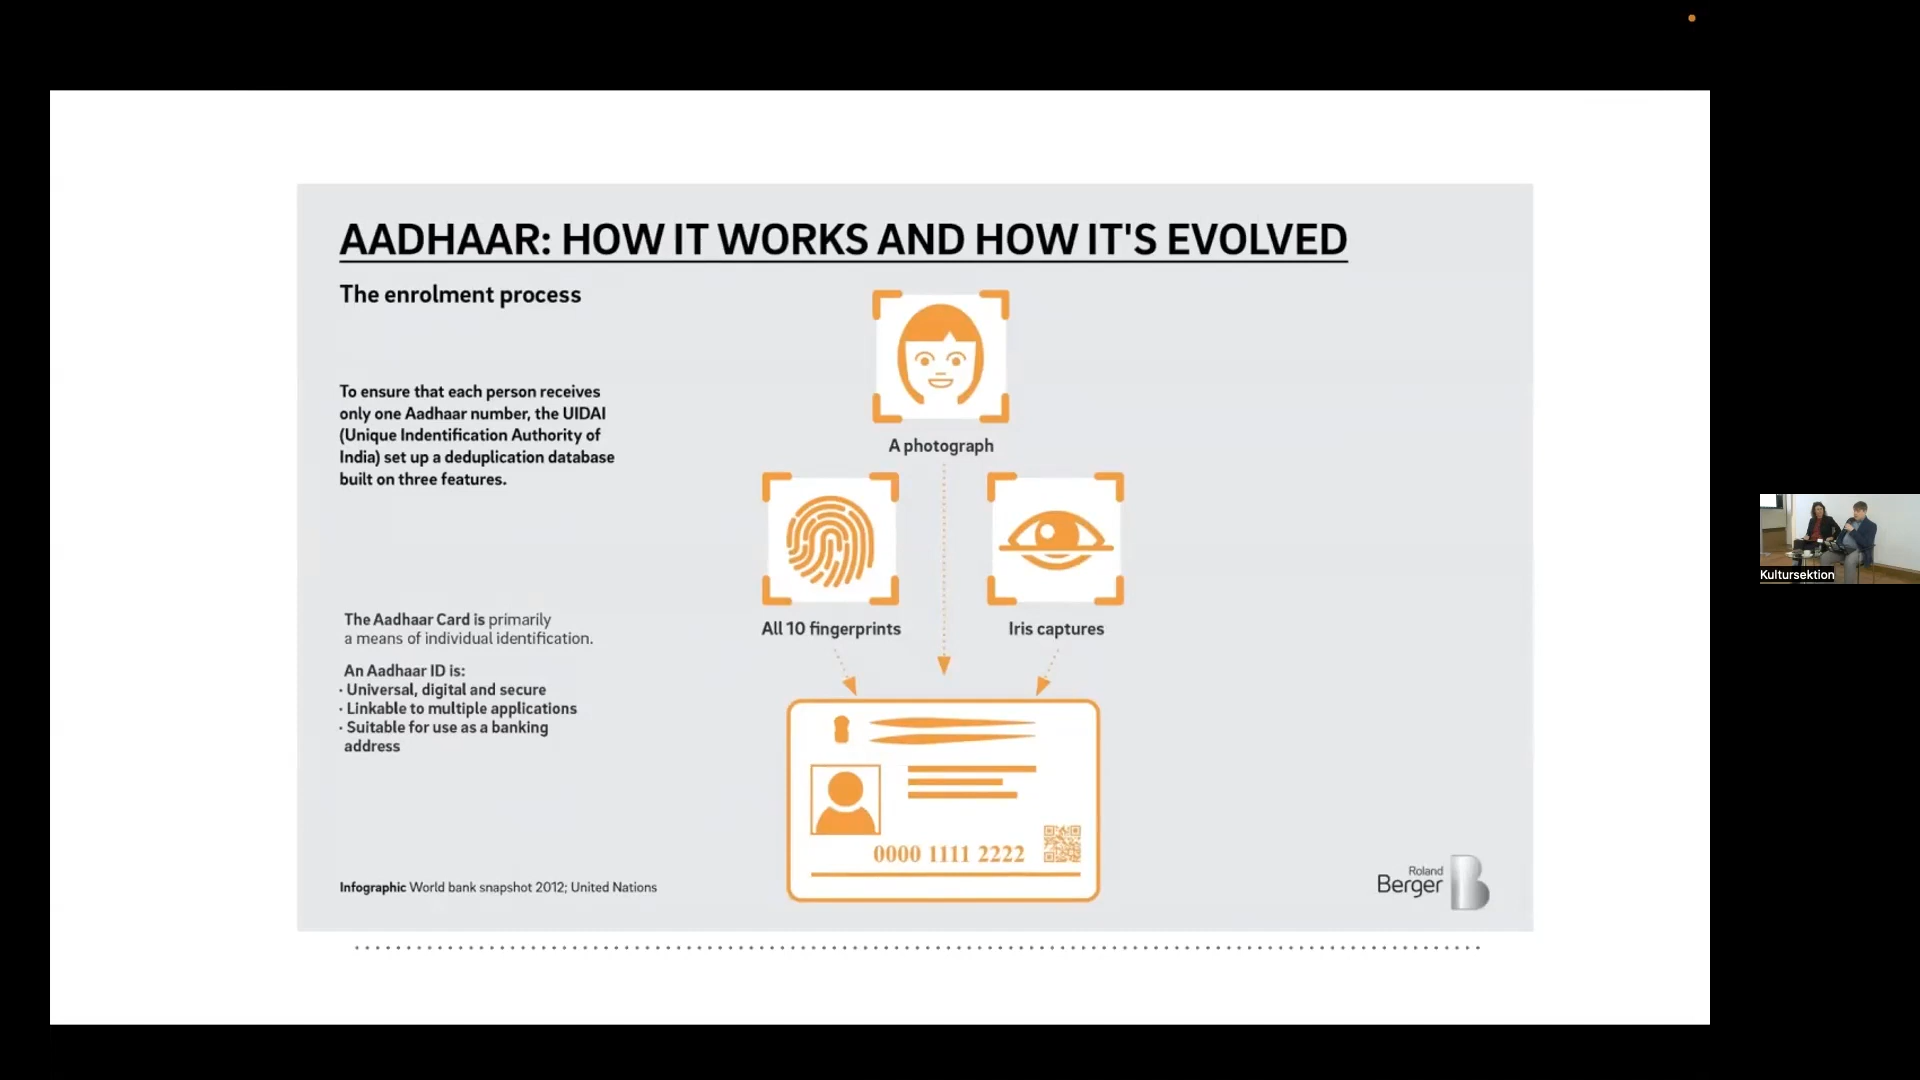 AADHAAR: HOW IT WORKS AND HOW IT'S EVOLVED
The enrolment process
To ensure that each person receives
only one Aadhaar number, the UIDAI
(Unique Indentification Authority of
India) set up a deduplication database
built on three features.
A photograph
All 10 fingerprints
Iris captures
The Aadhaar Card is primarily
a means of individual identification.
An Aadhaar ID is:
· Universal, digital and secure
· Linkable to multiple applications
· Suitable for use as a banking
address
0000 1111 2222
Infographic World bank snapshot 2012; United Nations
Roland
Berger
B
Kultursektion